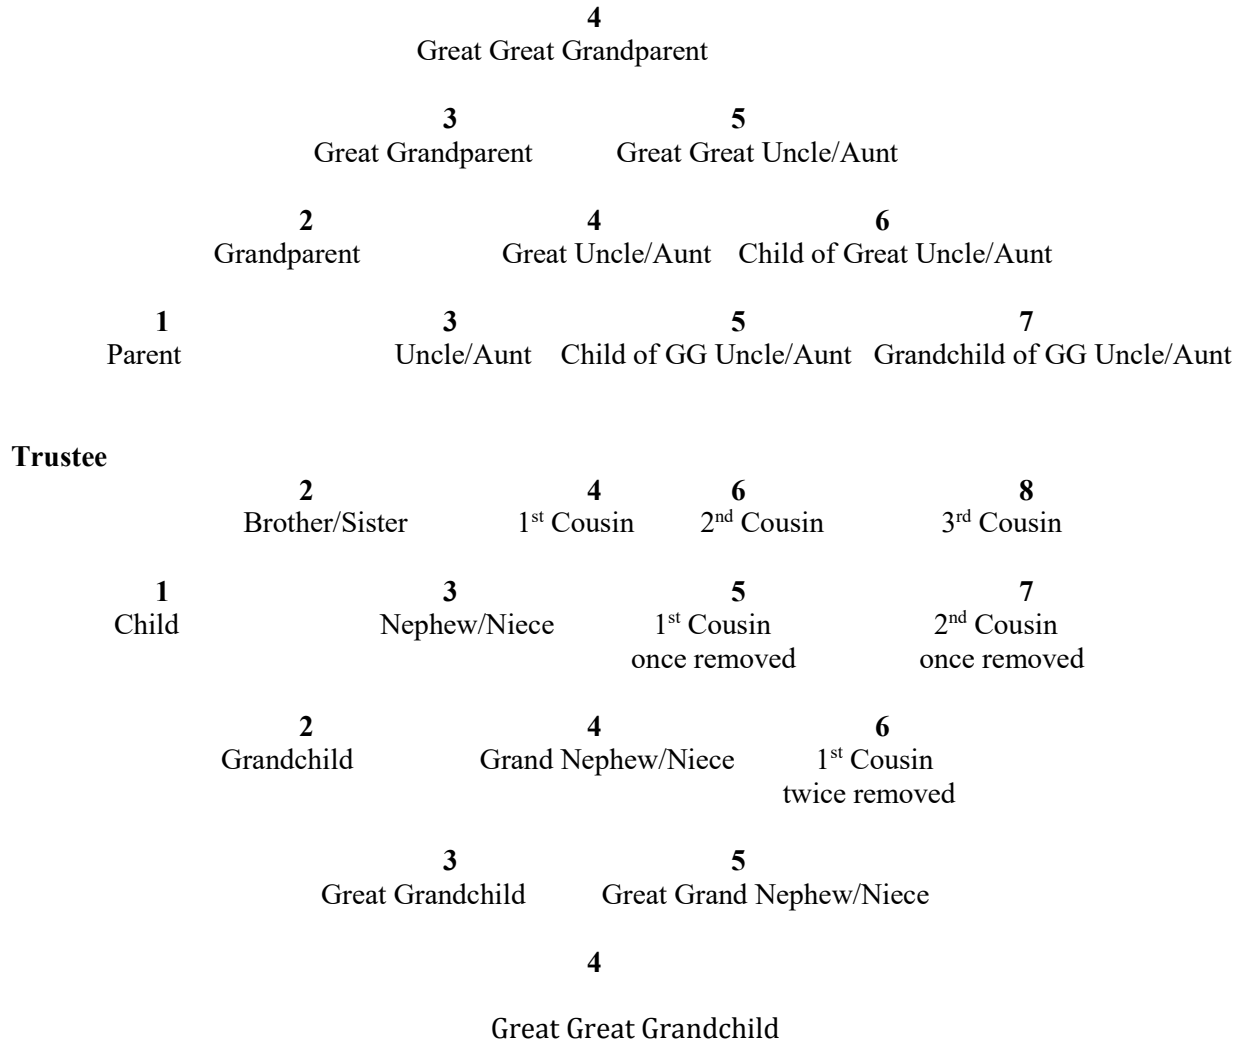 4
Great Great Grandparent
3 5
Great Grandparent Great Great Uncle/Aunt
2 4 6
Grandparent Great Uncle/Aunt Child of Great Uncle/Aunt
1 3 5 7
Parent Uncle/Aunt Child of GG Uncle/Aunt Grandchild of GG Uncle/Aunt
Trustee
2 4 6 8
Brother/Sister 1st Cousin 2nd Cousin 3rd Cousin
1 3 5 7
Child Nephew/Niece 1st Cousin 2nd Cousin
once removed once removed
2 4 6
Grandchild Grand Nephew/Niece 1st Cousin
twice removed
3 5
Great Grandchild Great Grand Nephew/Niece
4
Great Great Grandchild